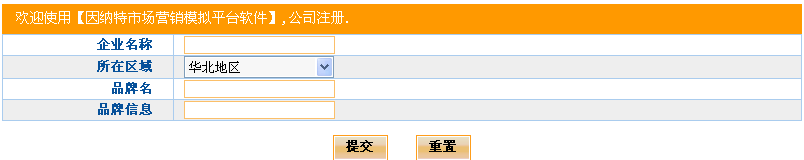 欢迎使用【因纳特市场营销模拟平台软件】,公司注册.
企业名称
所在区域 华北地区
品牌名
品牌信息
提交 重置